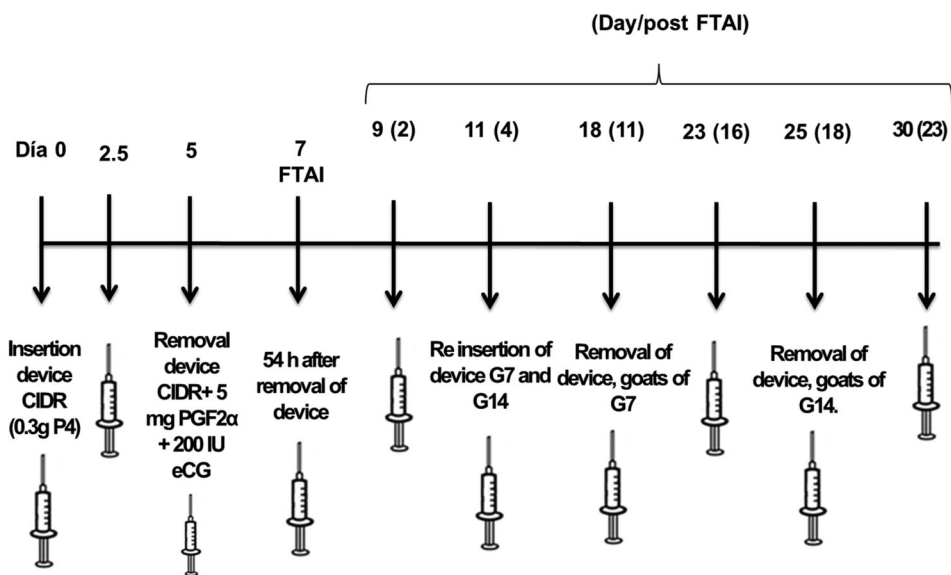 (Day/post FTAI)
Día 0
2.5
5
7
FTAI
9 (2)
11 (4)
18 (11)
23 (16)
25 (18)
30 (23)
Insertion
device
CIDR
(0.3g P4)
Removal
device
CIDR+ 5
mg PGF2α
+ 200 IU
eCG
54 h after
removal of
device
Re insertion of
device G7 and
G14
Removal of
device, goats of
G7
Removal of
device, goats of
G14.